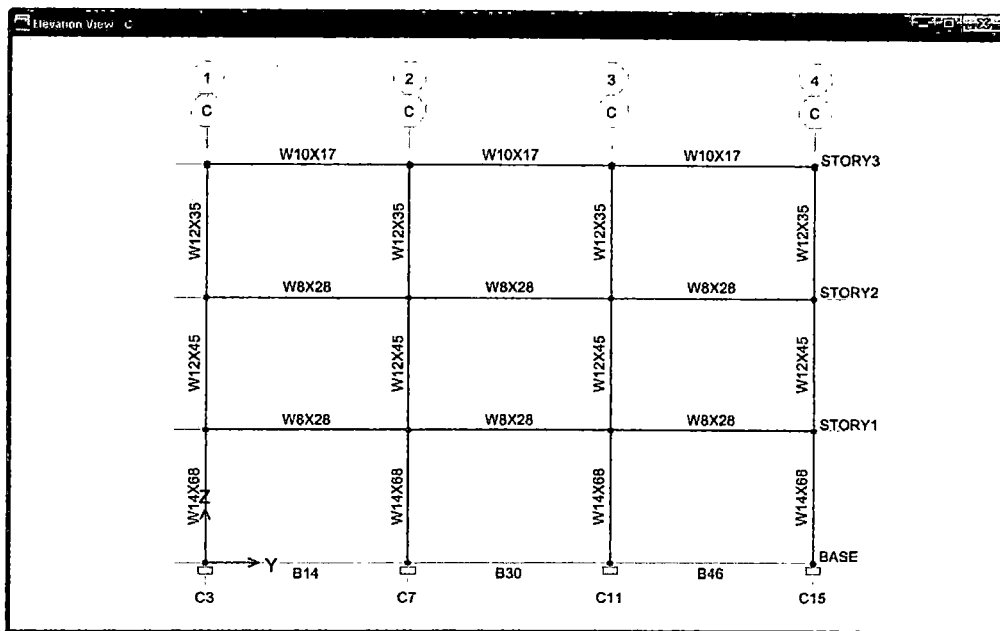 Elevation View C
1 2 3 4
C C C C
W10X17 W10X17 W10X17 STORY3
W12X35 W12X35 W12X35 W12X35
W8X28 W8X28 W8X28 STORY2
W12X45 W12X45 W12X45 W12X45
W8X28 W8X28 W8X28 STORY1
W14X68 W14X68 W14X68 W14X68
Z
Y BASE
B14 B30 B46
C3 C7 C11 C15